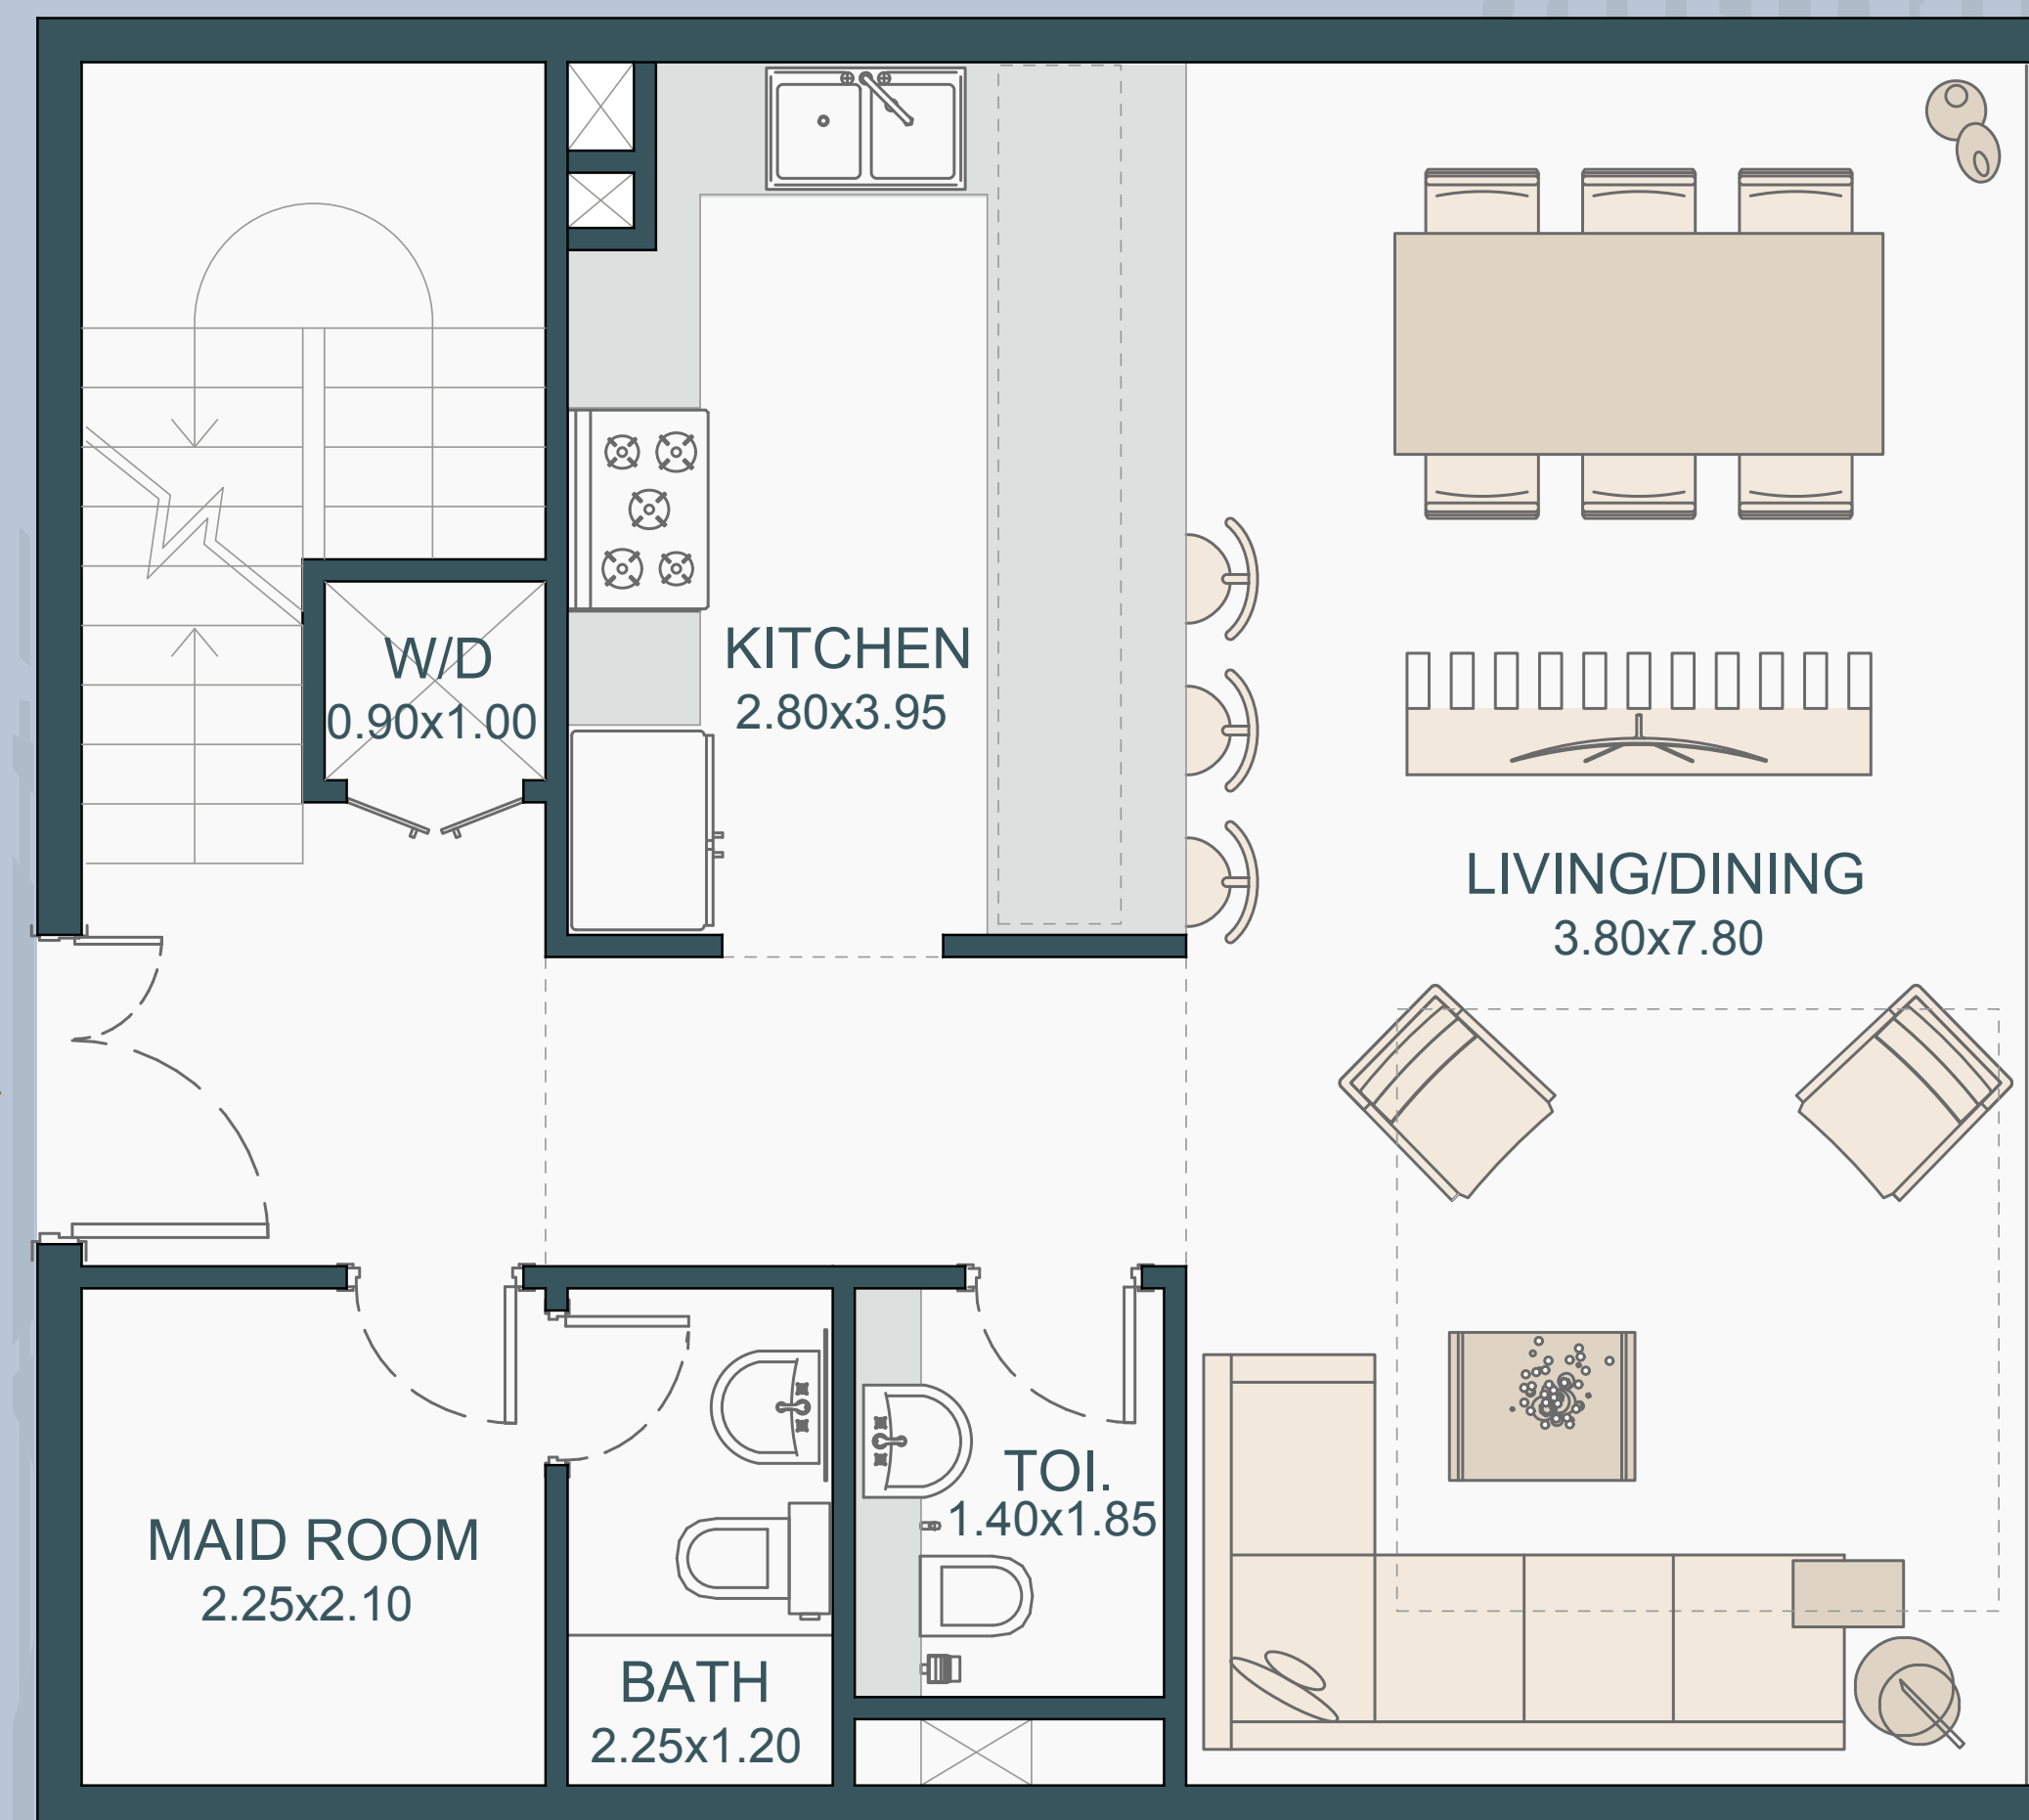 W/D
0.90x1.00
KITCHEN
2.80x3.95
LIVING/DINING
3.80x7.80
MAID ROOM
2.25x2.10
BATH
2.25x1.20
TOI.
1.40x1.85